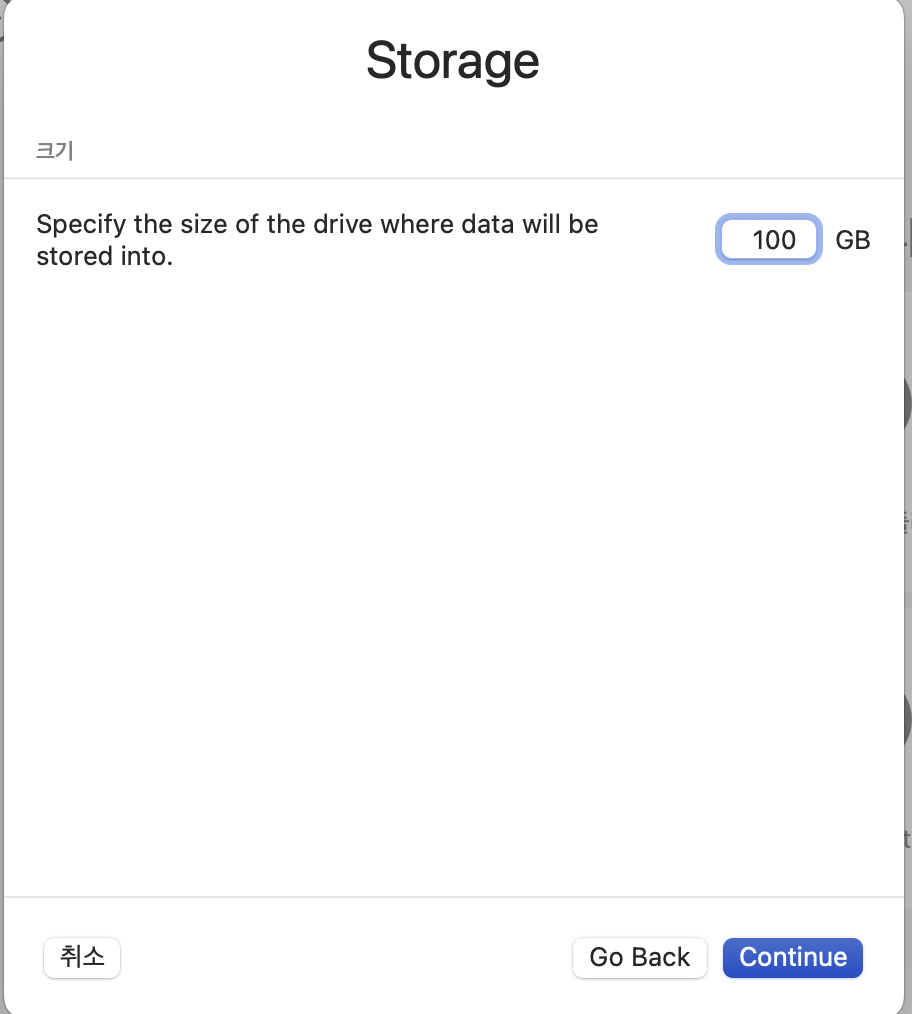 Storage
크기
Specify the size of the drive where data will be
stored into.
100 GB
취소
Go Back
Continue